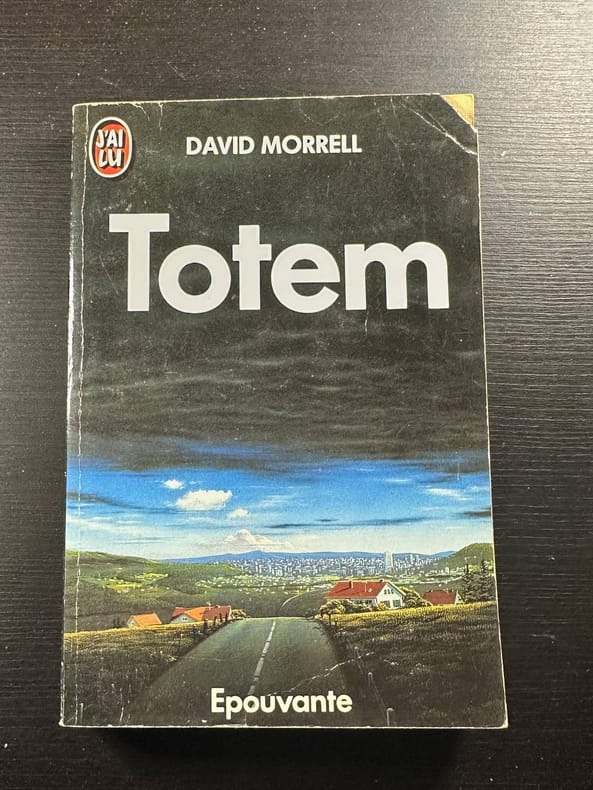 J'AI
LU
DAVID MORRELL
Totem
Epouvante